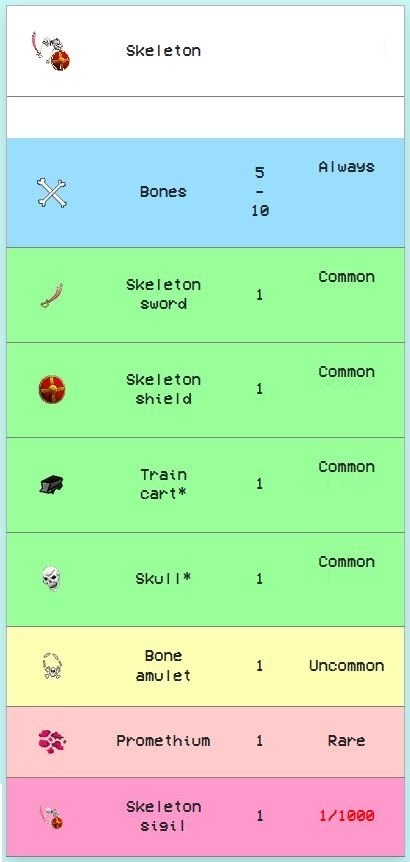 Skeleton
Bones
5
-
10
Always
Skeleton
sword
1
Common
Skeleton
shield
1
Common
Train
cart*
1
Common
Skull*
1
Common
Bone
amulet
1
Uncommon
Promethium
1
Rare
Skeleton
sigil
1
1/1000